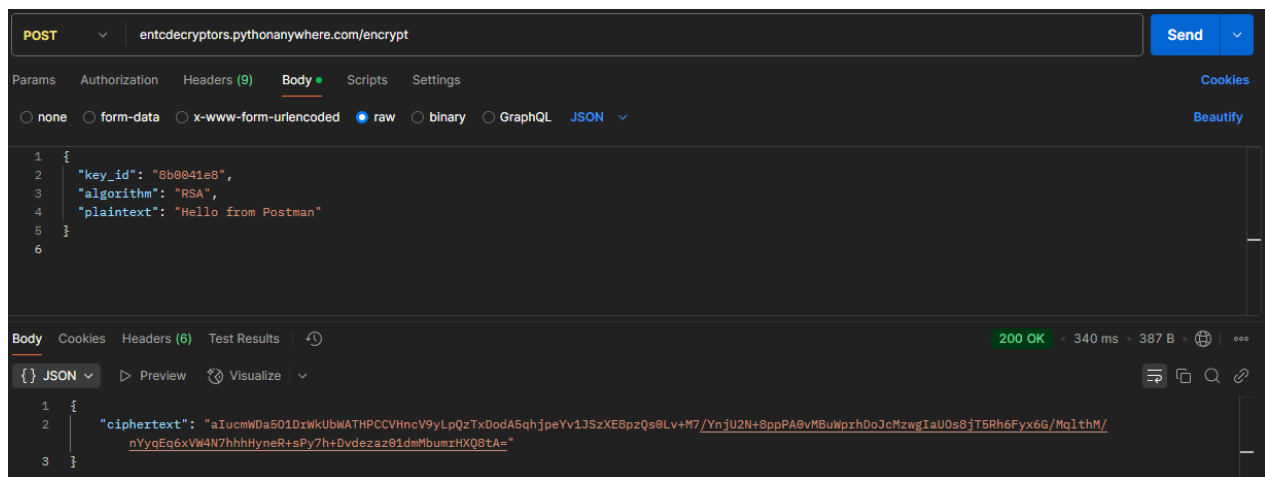 POST entcdecryptors.pythonanywhere.com/encrypt Send
Params Authorization Headers (9) Body Scripts Settings Cookies
none form-data x-www-form-urlencoded raw binary GraphQL JSON Beautify
1 {
2 "key_id": "8b0041e8",
3 "algorithm": "RSA",
4 "plaintext": "Hello from Postman"
5 }
6
Body Cookies Headers (6) Test Results 200 OK • 340 ms • 387 B
{} JSON Preview Visualize
1 {
2 "ciphertext": "aIucmWDa5O1DrWkUbWATHPCCVHncV9yLpQzTxDodA5qhjpeYv1JSzXE8pzQs0Lv+M7/YnjU2N+8ppPA0vMBuWprhDoJcMzwgIaUOs8jT5Rh6Fyx6G/MqlthM/
nYyqEq6xVW4N7hhhHyneR+sPy7h+Dvdezaz01dmMbumrHXQ8tA="
3 }